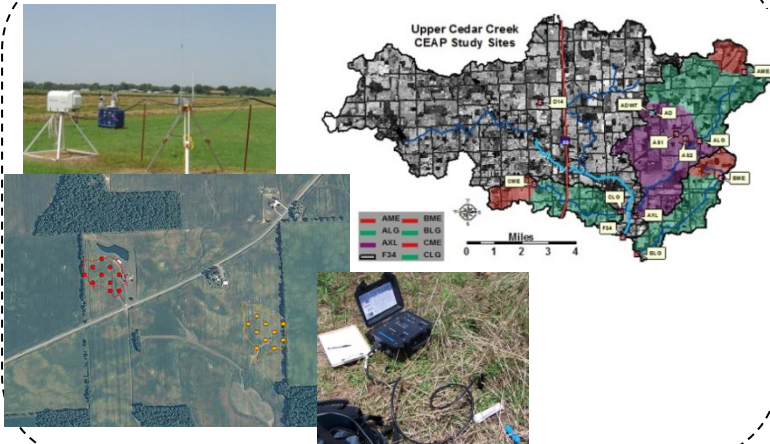 Upper Cedar Creek
CEAP Study Sites
AME
D14
ADWT
AD
AS1
AS2
ALG
BME
CME
CLG
AXL
F34
BLG
AME BME
ALG BLG
AXL CME
F34 CLG
Miles
0 1 2 3 4